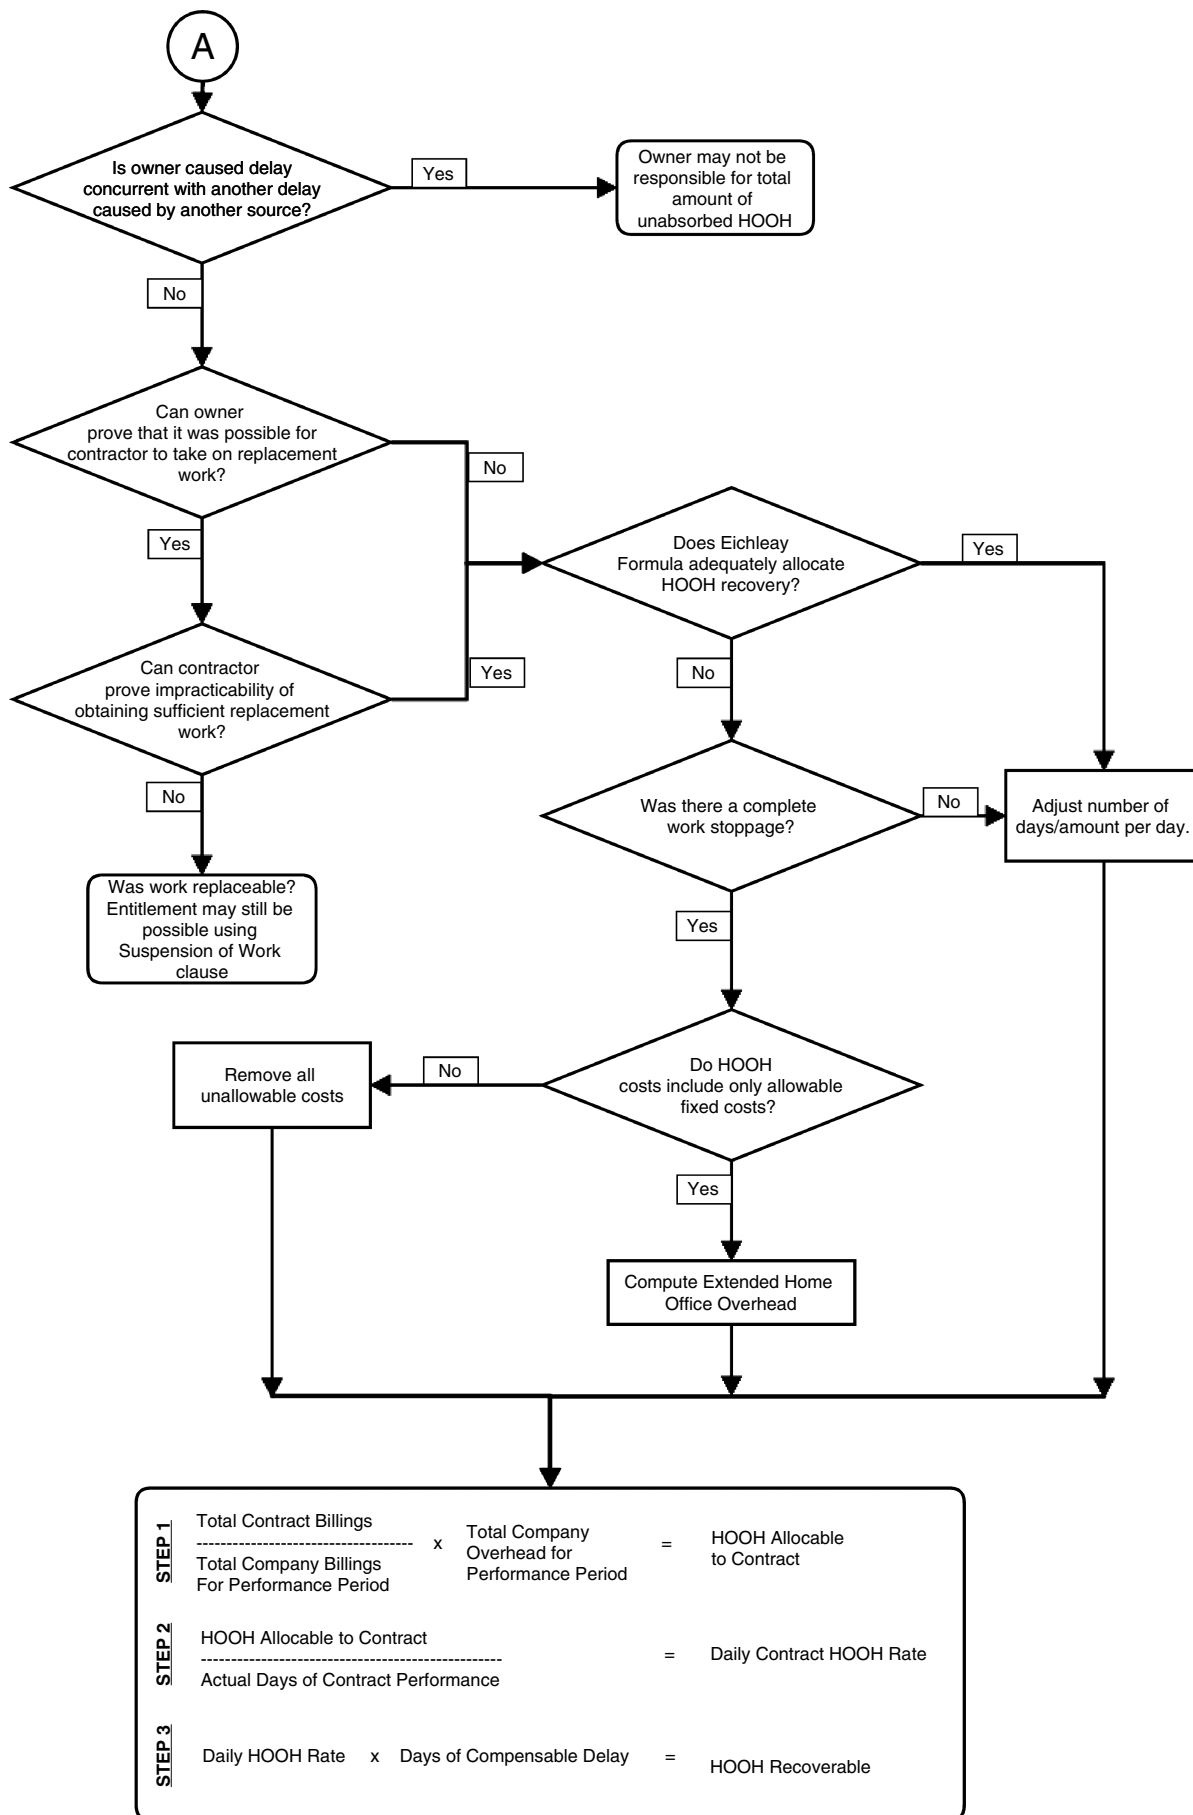 A
Is owner caused delay
concurrent with another delay
caused by another source?
Yes
Owner may not be
responsible for total
amount of
unabsorbed HOOH
No
Can owner
prove that it was possible for
contractor to take on replacement
work?
No
Yes
Does Eichleay
Formula adequately allocate
HOOH recovery?
Yes
Can contractor
prove impracticability of
obtaining sufficient replacement
work?
Yes
No
No
Was there a complete
work stoppage?
No
Adjust number of
days/amount per day.
Was work replaceable?
Entitlement may still be
possible using
Suspension of Work
clause
Yes
Do HOOH
costs include only allowable
fixed costs?
No
Remove all
unallowable costs
Yes
Compute Extended Home
Office Overhead
STEP 1
Total Contract Billings
------------------------------------
Total Company Billings
For Performance Period
x
Total Company
Overhead for
Performance Period
=
HOOH Allocable
to Contract
STEP 2
HOOH Allocable to Contract
--------------------------------------------------
Actual Days of Contract Performance
=
Daily Contract HOOH Rate
STEP 3
Daily HOOH Rate x Days of Compensable Delay =
HOOH Recoverable